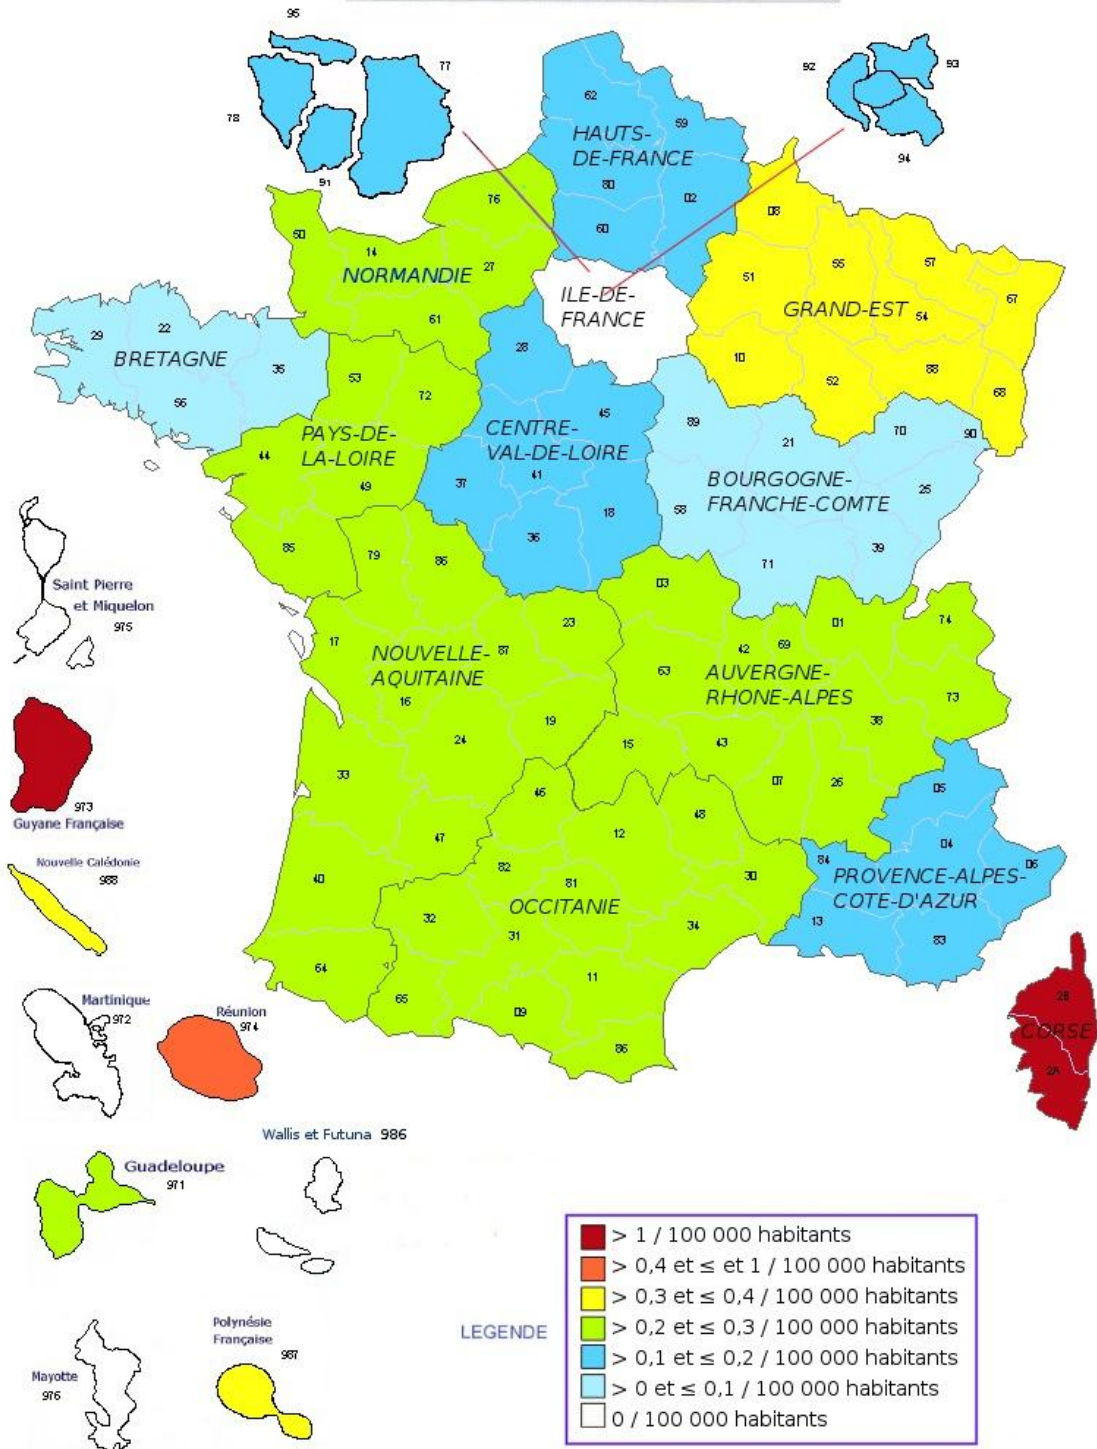 95
77
78
91
92
93
94
62
59
HAUTS-
DE-FRANCE
80
02
60
76
50
14
27
NORMANDIE
61
08
51
55
57
67
GRAND-EST
54
10
52
88
68
ILE-DE-
FRANCE
29
22
35
BRETAGNE
56
28
53
72
PAYS-DE-
LA-LOIRE
44
49
85
45
CENTRE-
VAL-DE-LOIRE
41
37
18
36
89
21
70
90
BOURGOGNE-
FRANCHE-COMTE
58
25
71
39
79
86
17
87
23
NOUVELLE-
AQUITAINE
16
19
24
33
47
40
64
03
01
74
42
69
63
AUVERGNE-
RHONE-ALPES
73
38
15
43
07
26
46
48
12
82
81
30
OCCITANIE
32
31
34
11
65
09
86
05
04
06
84
PROVENCE-ALPES-
COTE-D'AZUR
13
83
2B
CORSE
2A
Saint Pierre
et Miquelon
975
973
Guyane Française
Nouvelle Calédonie
988
Martinique
972
Réunion
974
Wallis et Futuna 986
Guadeloupe
971
Mayotte
976
Polynésie
Française
987
LEGENDE
> 1 / 100 000 habitants
> 0,4 et ≤ et 1 / 100 000 habitants
> 0,3 et ≤ 0,4 / 100 000 habitants
> 0,2 et ≤ 0,3 / 100 000 habitants
> 0,1 et ≤ 0,2 / 100 000 habitants
> 0 et ≤ 0,1 / 100 000 habitants
0 / 100 000 habitants